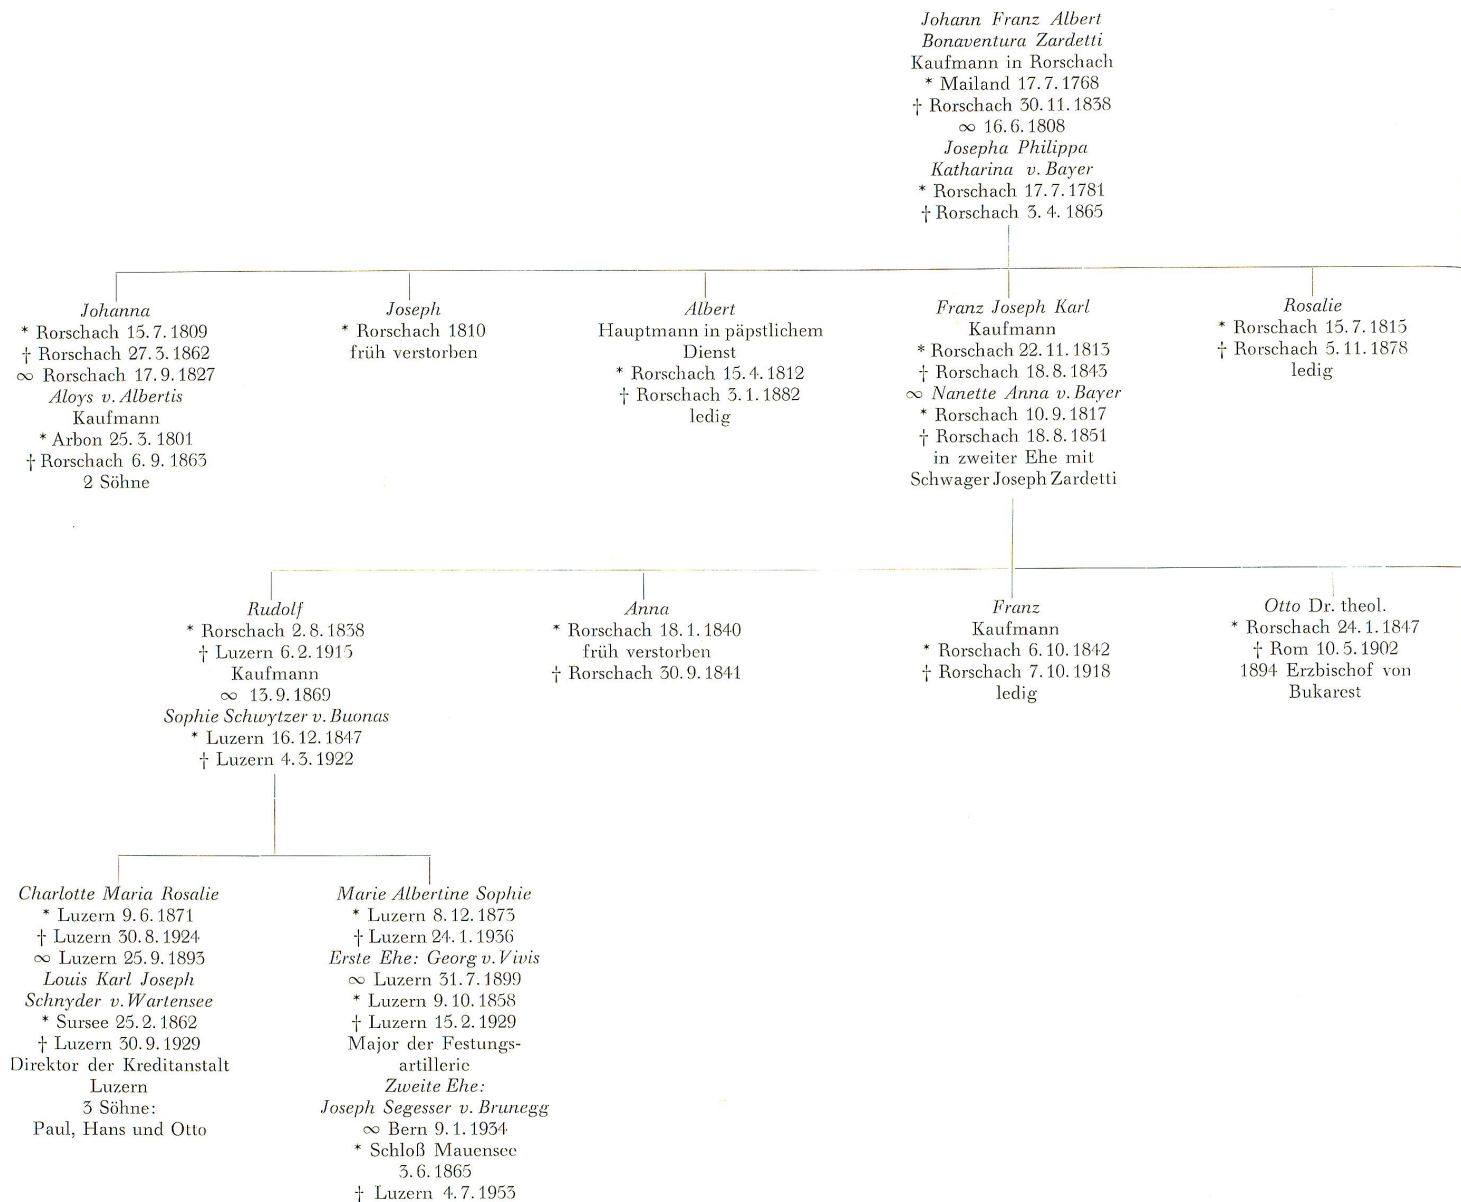 Johann Franz Albert
Bonaventura Zardetti
Kaufmann in Rorschach
* Mailand 17.7.1768
† Rorschach 30.11.1838
∞ 16.6.1808
Josepha Philippa
Katharina v. Bayer
* Rorschach 17.7.1781
† Rorschach 3.4.1865
Johanna
* Rorschach 15.7.1809
† Rorschach 27.3.1862
∞ Rorschach 17.9.1827
Aloys v. Albertis
Kaufmann
* Arbon 25.3.1801
† Rorschach 6.9.1863
2 Söhne
Joseph
* Rorschach 1810
früh verstorben
Albert
Hauptmann in päpstlichem
Dienst
* Rorschach 15.4.1812
† Rorschach 3.1.1882
ledig
Franz Joseph Karl
Kaufmann
* Rorschach 22.11.1813
† Rorschach 18.8.1843
∞ Nanette Anna v. Bayer
* Rorschach 10.9.1817
† Rorschach 18.8.1851
in zweiter Ehe mit
Schwager Joseph Zardetti
Rosalie
* Rorschach 15.7.1815
† Rorschach 5.11.1878
ledig
Rudolf
* Rorschach 2.8.1838
† Luzern 6.2.1915
Kaufmann
∞ 13.9.1869
Sophie Schwytzer v. Buonas
* Luzern 16.12.1847
† Luzern 4.3.1922
Anna
* Rorschach 18.1.1840
früh verstorben
† Rorschach 30.9.1841
Franz
Kaufmann
* Rorschach 6.10.1842
† Rorschach 7.10.1918
ledig
Otto Dr. theol.
* Rorschach 24.1.1847
† Rom 10.5.1902
1894 Erzbischof von
Bukarest
Charlotte Maria Rosalie
* Luzern 9.6.1871
† Luzern 30.8.1924
∞ Luzern 25.9.1893
Louis Karl Joseph
Schnyder v. Wartensee
* Sursee 25.2.1862
† Luzern 30.9.1929
Direktor der Kreditanstalt
Luzern
3 Söhne:
Paul, Hans und Otto
Marie Albertine Sophie
* Luzern 8.12.1873
† Luzern 24.1.1936
Erste Ehe: Georg v. Vivis
∞ Luzern 31.7.1899
* Luzern 9.10.1858
† Luzern 15.2.1929
Major der Festungs-
artillerie
Zweite Ehe:
Joseph Segesser v. Brunegg
∞ Bern 9.1.1934
* Schloß Mauensee
3.6.1865
† Luzern 4.7.1953